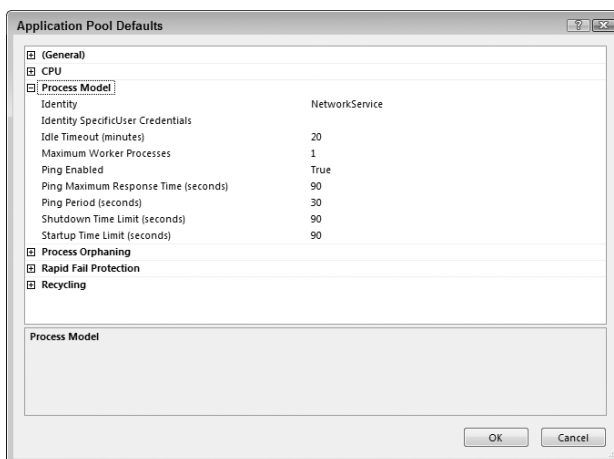 Application Pool Defaults
(General)
CPU
Process Model
Identity NetworkService
Identity SpecificUser Credentials
Idle Timeout (minutes) 20
Maximum Worker Processes 1
Ping Enabled True
Ping Maximum Response Time (seconds) 90
Ping Period (seconds) 30
Shutdown Time Limit (seconds) 90
Startup Time Limit (seconds) 90
Process Orphaning
Rapid Fail Protection
Recycling
Process Model
OK Cancel